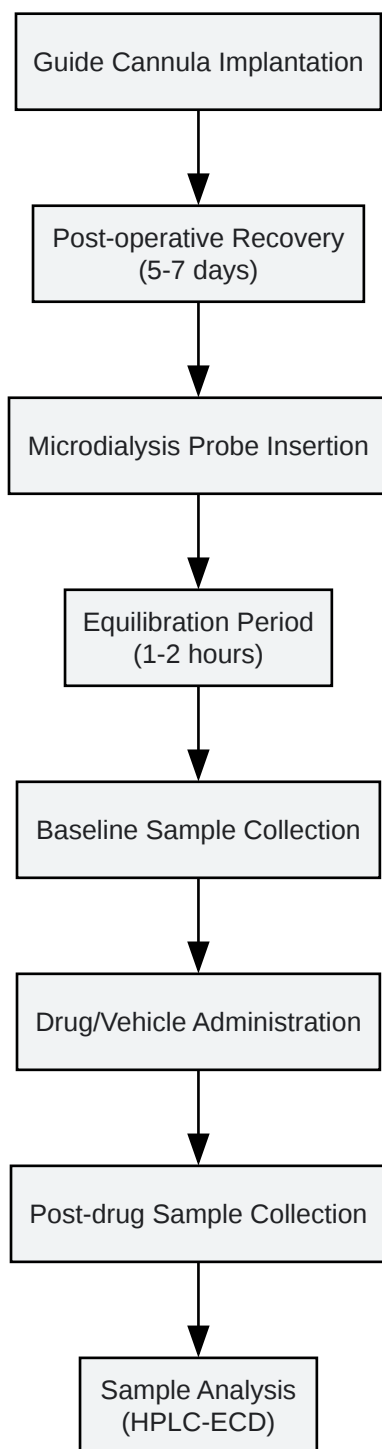 Guide Cannula Implantation
Post-operative Recovery
(5-7 days)
Microdialysis Probe Insertion
Equilibration Period
(1-2 hours)
Baseline Sample Collection
Drug/Vehicle Administration
Post-drug Sample Collection
Sample Analysis
(HPLC-ECD)